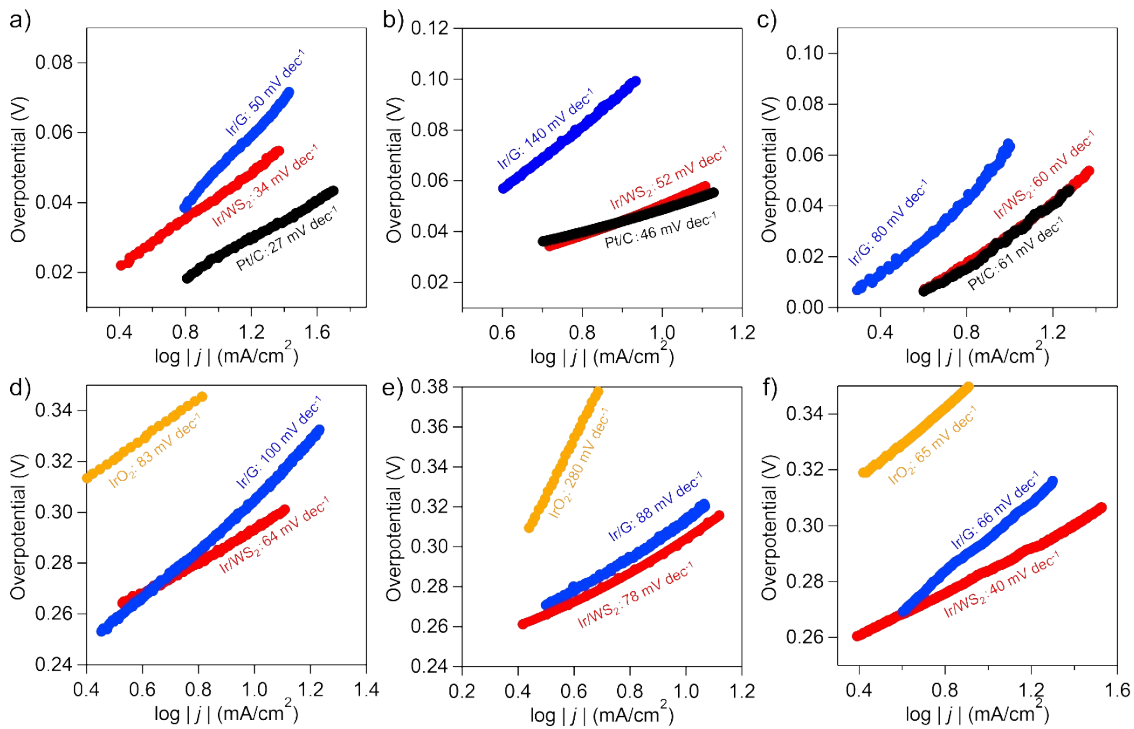 a)
0.08
0.06
0.04
0.02
Overpotential (V)
Ir/G: 50 mV dec⁻¹
Ir/WS₂: 34 mV dec⁻¹
Pt/C: 27 mV dec⁻¹
0.4 0.8 1.2 1.6
log | j | (mA/cm²)
b)
0.12
0.10
0.08
0.06
0.04
0.02
Overpotential (V)
Ir/G: 140 mV dec⁻¹
Ir/WS₂: 52 mV dec⁻¹
Pt/C: 46 mV dec⁻¹
0.6 0.8 1.0 1.2
log | j | (mA/cm²)
c)
0.10
0.08
0.06
0.04
0.02
0.00
Overpotential (V)
Ir/G: 80 mV dec⁻¹
Ir/WS₂: 60 mV dec⁻¹
Pt/C: 61 mV dec⁻¹
0.4 0.8 1.2
log | j | (mA/cm²)
d)
0.34
0.32
0.30
0.28
0.26
0.24
Overpotential (V)
IrO₂: 83 mV dec⁻¹
Ir/G: 100 mV dec⁻¹
Ir/WS₂: 64 mV dec⁻¹
0.4 0.6 0.8 1.0 1.2 1.4
log | j | (mA/cm²)
e)
0.38
0.36
0.34
0.32
0.30
0.28
0.26
0.24
Overpotential (V)
IrO₂: 280 mV dec⁻¹
Ir/G: 88 mV dec⁻¹
Ir/WS₂: 78 mV dec⁻¹
0.2 0.4 0.6 0.8 1.0 1.2
log | j | (mA/cm²)
f)
0.34
0.32
0.30
0.28
0.26
Overpotential (V)
IrO₂: 65 mV dec⁻¹
Ir/G: 66 mV dec⁻¹
Ir/WS₂: 40 mV dec⁻¹
0.4 0.8 1.2 1.6
log | j | (mA/cm²)